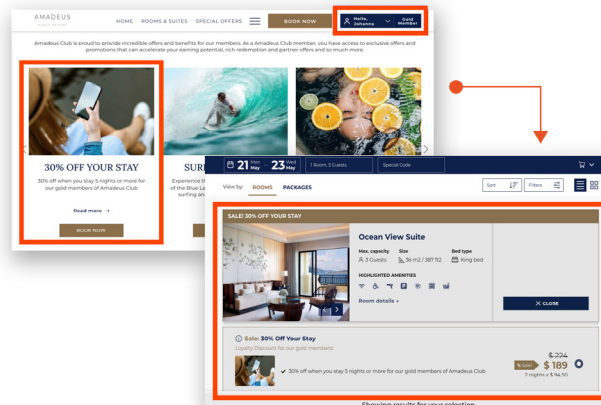 AMADEUS
HOME ROOMS & SUITES SPECIAL OFFERS BOOK NOW Hello, Johanna Gold Member
Amadeus Club is proud to provide incredible offers and benefits for our members. As a Amadeus Club member, you have access to exclusive offers and
promotions that can accelerate your earning potential, rich redemption and partner offers and so much more.
30% OFF YOUR STAY
30% off when you stay 5 nights or more for
our gold members of Amadeus Club
Read more →
BOOK NOW
SURF
Experience th
of the Blue La
surfing an
21 Mon May 23 Wed May 1 Room, 3 Guests Special Code
View by: ROOMS PACKAGES Sort Filters
SALE! 30% OFF YOUR STAY
Ocean View Suite
Max. capacity Size Bed type
3 Guests 36 m2 / 387 ft2 King bed
HIGHLIGHTED AMENITIES
Room details +
X CLOSE
Sale: 30% Off Your Stay
Loyalty Discount for our gold members!
✓ 30% off when you stay 5 nights or more for our gold members of Amadeus Club
$ 224
% Sale! $ 189
2 nights x $ 94.50
Showing results for your selection